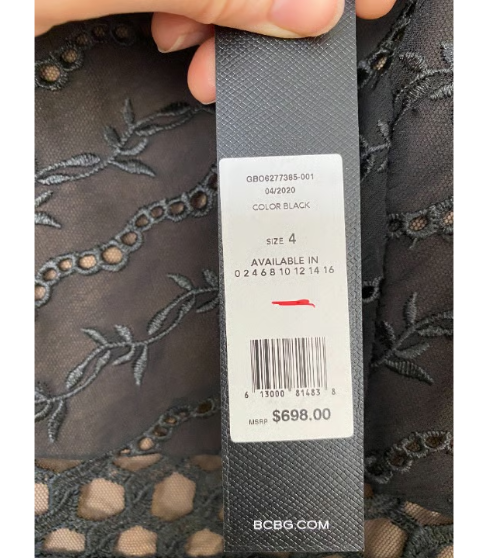 GBO6277365-001
04/2020
COLOR BLACK
SIZE 4
AVAILABLE IN
0 2 4 6 8 10 12 14 16
6 13000 81483 8
MSRP $698.00
BCBG.COM